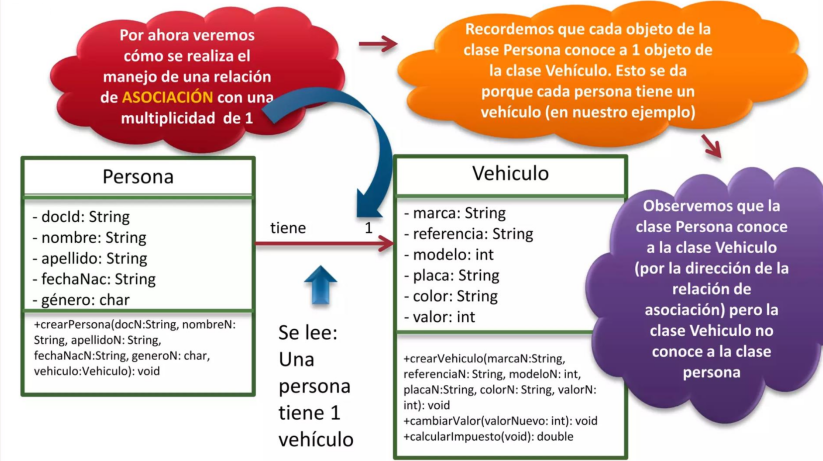 Por ahora veremos
cómo se realiza el
manejo de una relación
de ASOCIACIÓN con una
multiplicidad de 1
Recordemos que cada objeto de la
clase Persona conoce a 1 objeto de
la clase Vehículo. Esto se da
porque cada persona tiene un
vehículo (en nuestro ejemplo)
Observemos que la
clase Persona conoce
a la clase Vehiculo
(por la dirección de la
relación de
asociación) pero la
clase Vehiculo no
conoce a la clase
persona
Persona
- docId: String
- nombre: String
- apellido: String
- fechaNac: String
- género: char
+crearPersona(docN:String, nombreN:
String, apellidoN: String,
fechaNacN:String, generoN: char,
vehiculo:Vehiculo): void
tiene 1
Se lee:
Una
persona
tiene 1
vehículo
Vehiculo
- marca: String
- referencia: String
- modelo: int
- placa: String
- color: String
- valor: int
+crearVehiculo(marcaN:String,
referenciaN: String, modeloN: int,
placaN:String, colorN: String, valorN:
int): void
+cambiarValor(valorNuevo: int): void
+calcularImpuesto(void): double